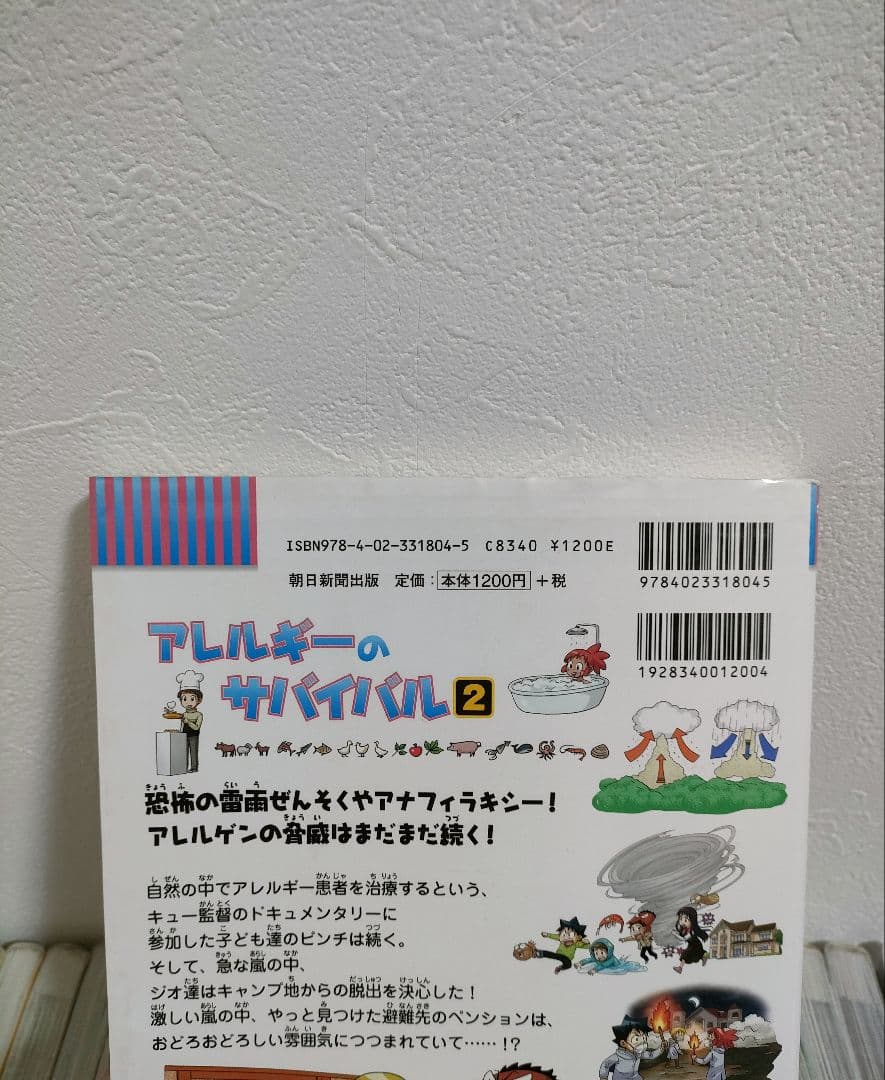 ISBN978-4-02-331804-5 C8340 ¥1200E
朝日新聞出版 定価：本体1200円＋税
9784023318045
1928340012004
アレルギーの
サバイバル2
恐怖の雷雨ぜんそくやアナフィラキシー！
アレルゲンの脅威はまだまだ続く！
自然の中でアレルギー患者を治療するという、
キュー監督のドキュメンタリーに
参加した子ども達のピンチは続く。
そして、急な嵐の中、
ジオ達はキャンプ地からの脱出を決心した！
激しい嵐の中、やっと見つけた避難先のペンションは、
おどろおどろしい雰囲気につつまれていて……!?